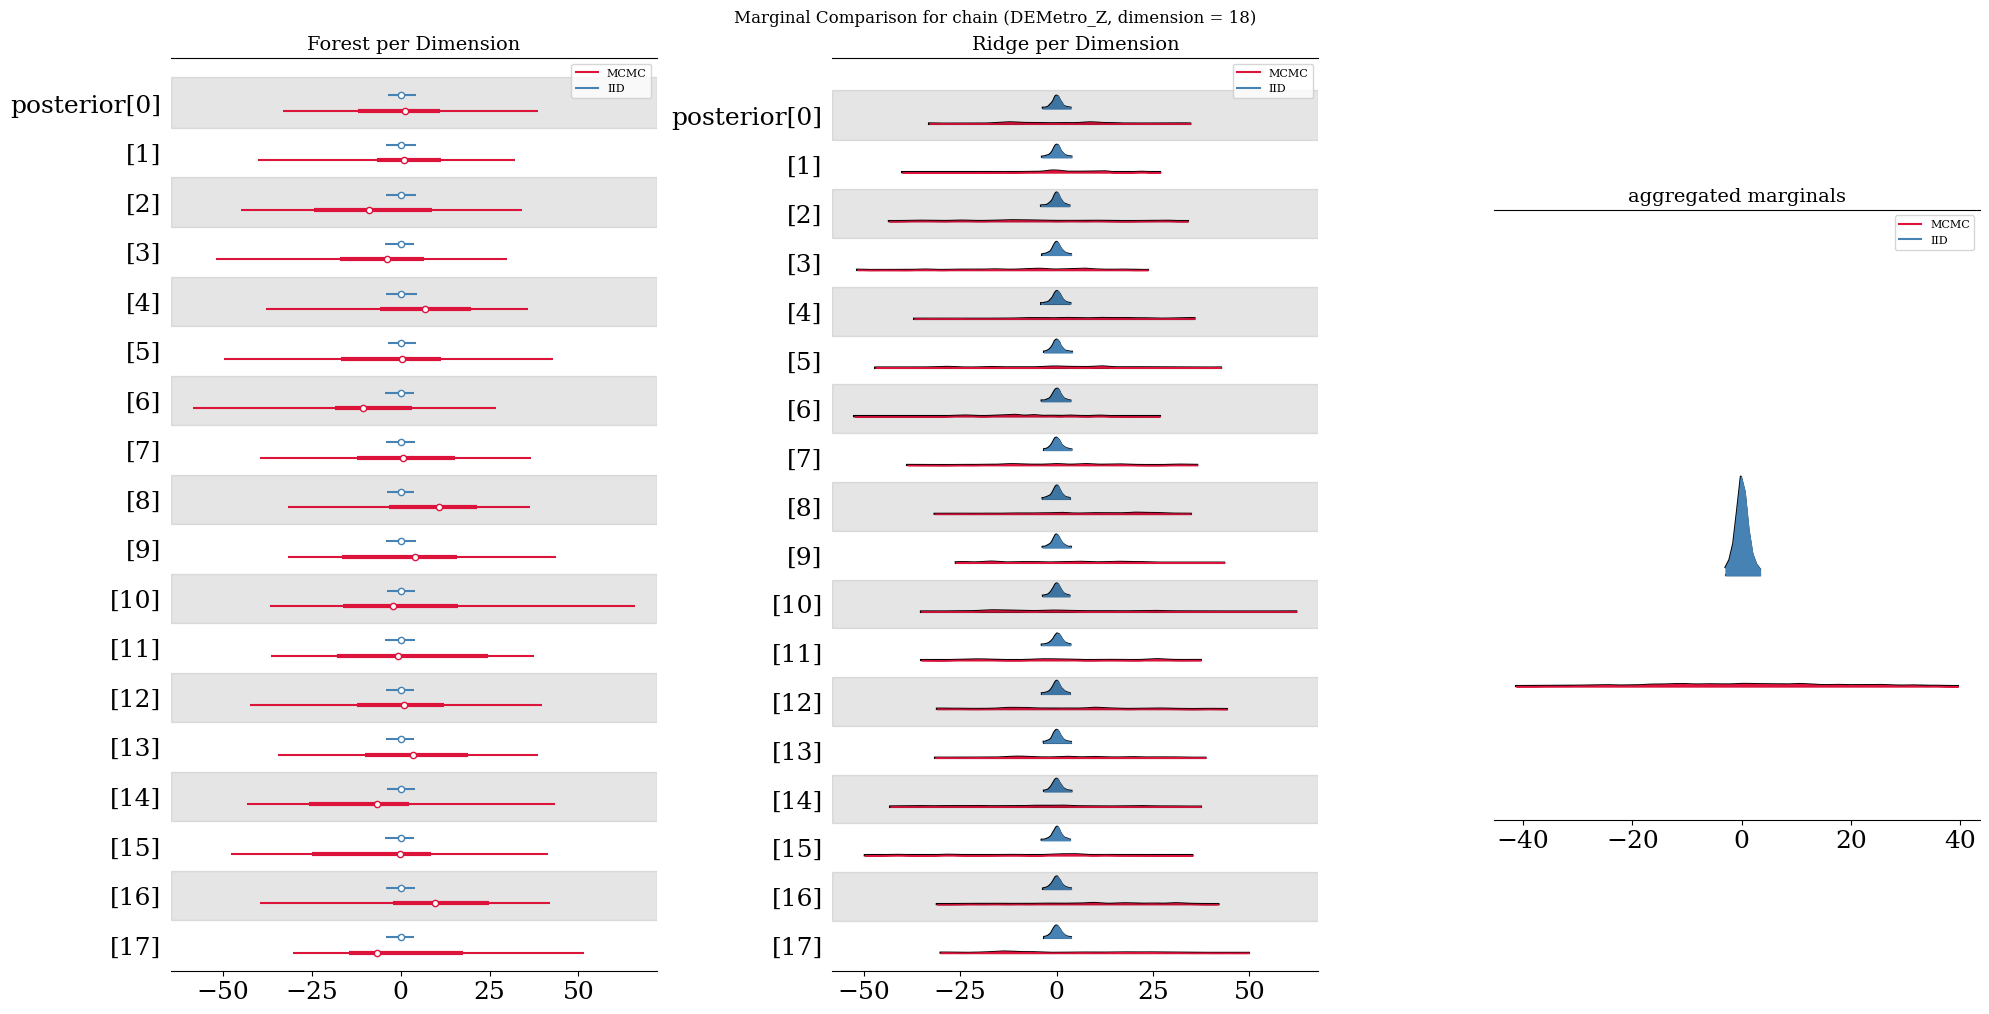 Marginal Comparison for chain (DEMetro_Z, dimension = 18)
Forest per Dimension
MCMC
IID
posterior[0]
[1]
[2]
[3]
[4]
[5]
[6]
[7]
[8]
[9]
[10]
[11]
[12]
[13]
[14]
[15]
[16]
[17]
−50 −25 0 25 50
Ridge per Dimension
MCMC
IID
posterior[0]
[1]
[2]
[3]
[4]
[5]
[6]
[7]
[8]
[9]
[10]
[11]
[12]
[13]
[14]
[15]
[16]
[17]
−50 −25 0 25 50
aggregated marginals
MCMC
IID
−40 −20 0 20 40